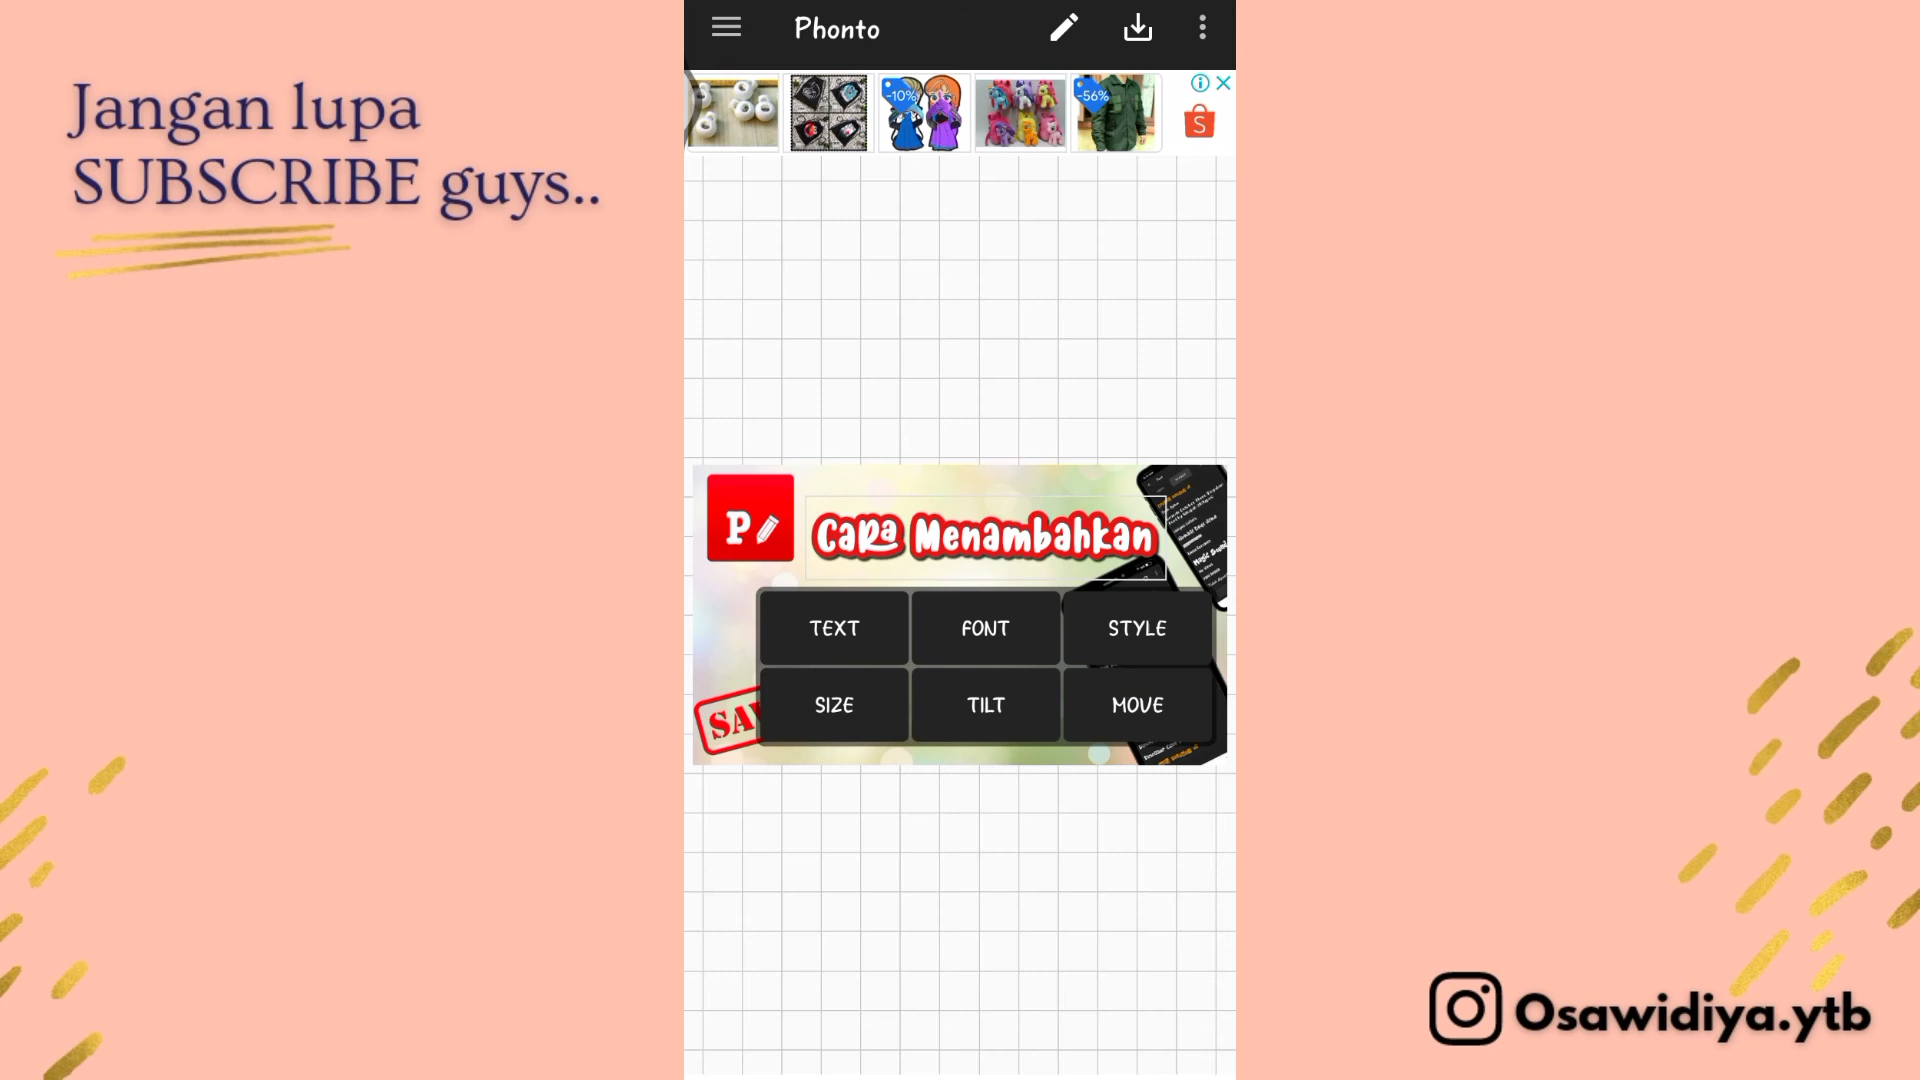 Jangan lupa
SUBSCRIBE guys..
Phonto
-10%
-56%
S
P
Cara Menambahkan
TEXT
FONT
STYLE
SIZE
TILT
MOVE
Osawidiya.ytb